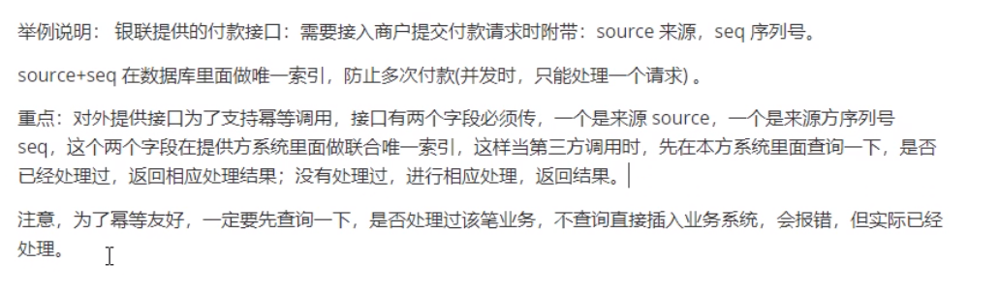 举例说明： 银联提供的付款接口：需要接入商户提交付款请求时附带：source 来源，seq 序列号。
source+seq 在数据库里面做唯一索引，防止多次付款(并发时，只能处理一个请求) 。
重点：对外提供接口为了支持幂等调用，接口有两个字段必须传，一个是来源 source，一个是来源方序列号
seq，这个两个字段在提供方系统里面做联合唯一索引，这样当第三方调用时，先在本方系统里面查询一下，是否
已经处理过，返回相应处理结果；没有处理过，进行相应处理，返回结果。
注意，为了幂等友好，一定要先查询一下，是否处理过该笔业务，不查询直接插入业务系统，会报错，但实际已经
处理。